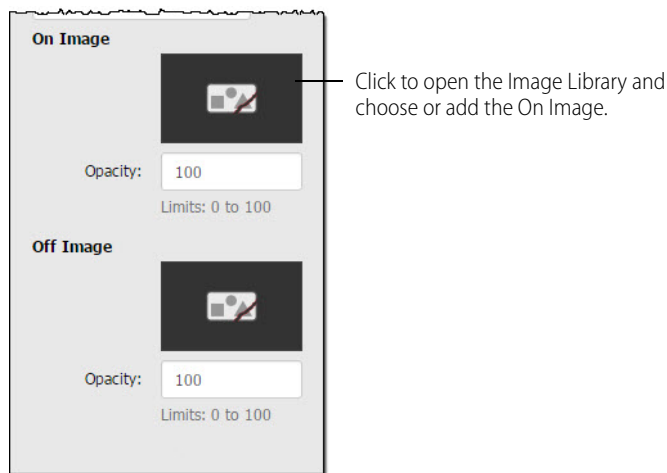 On Image
Click to open the Image Library and
choose or add the On Image.
Opacity: 100
Limits: 0 to 100
Off Image
Opacity: 100
Limits: 0 to 100